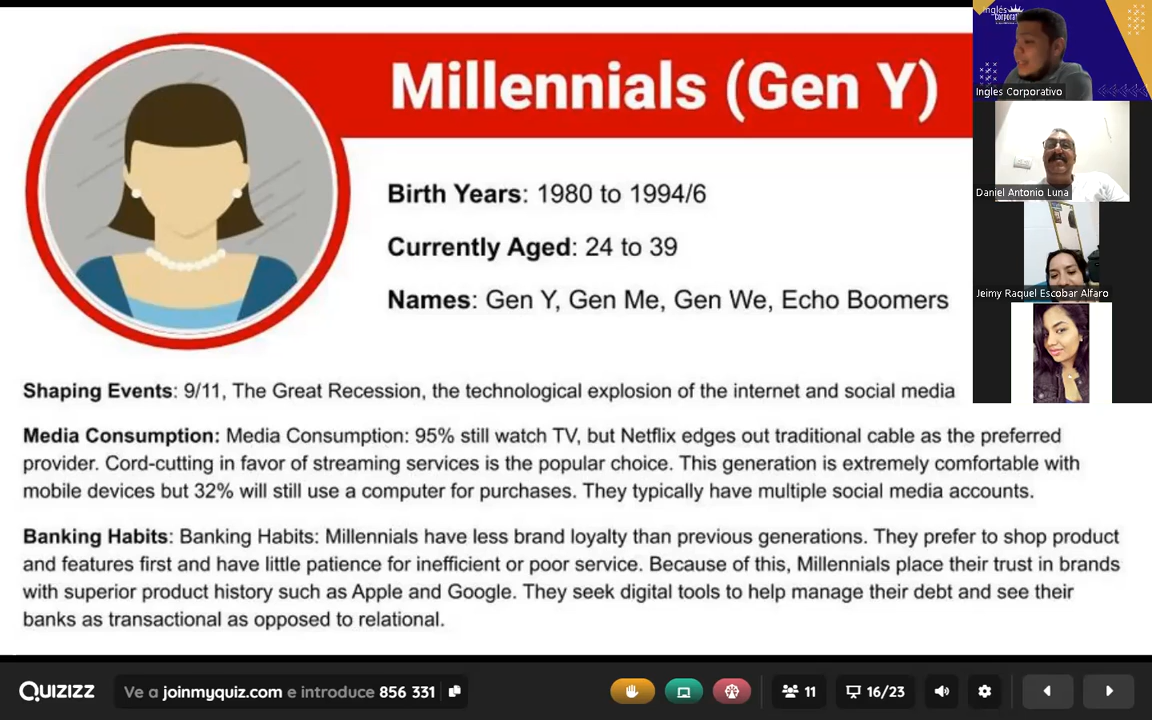 Millennials (Gen Y)
Birth Years: 1980 to 1994/6
Currently Aged: 24 to 39
Names: Gen Y, Gen Me, Gen We, Echo Boomers
Shaping Events: 9/11, The Great Recession, the technological explosion of the internet and social media
Media Consumption: Media Consumption: 95% still watch TV, but Netflix edges out traditional cable as the preferred
provider. Cord-cutting in favor of streaming services is the popular choice. This generation is extremely comfortable with
mobile devices but 32% will still use a computer for purchases. They typically have multiple social media accounts.
Banking Habits: Banking Habits: Millennials have less brand loyalty than previous generations. They prefer to shop product
and features first and have little patience for inefficient or poor service. Because of this, Millennials place their trust in brands
with superior product history such as Apple and Google. They seek digital tools to help manage their debt and see their
banks as transactional as opposed to relational.
Inglés
Corporati
Ingles Corporativo
Daniel Antonio Luna
Jeimy Raquel Escobar Alfaro
QUIZIZZ
Ve a joinmyquiz.com e introduce 856 331
11
16/23